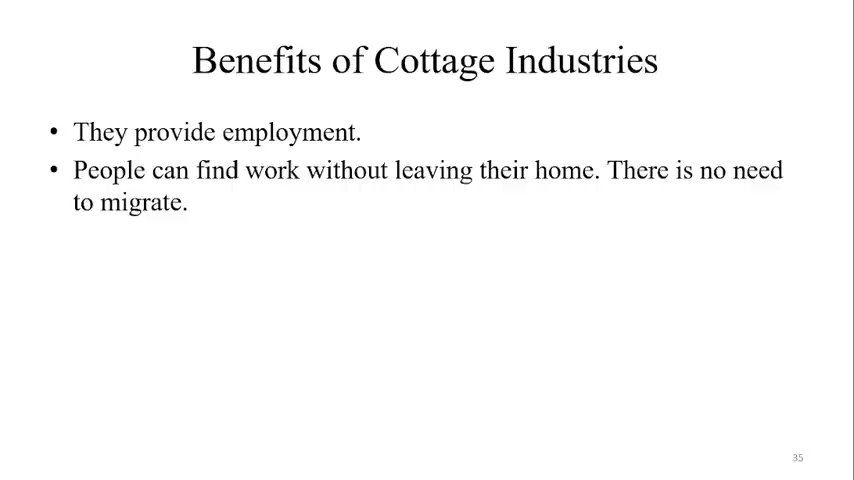 Benefits of Cottage Industries
• They provide employment.
• People can find work without leaving their home. There is no need
to migrate.
35